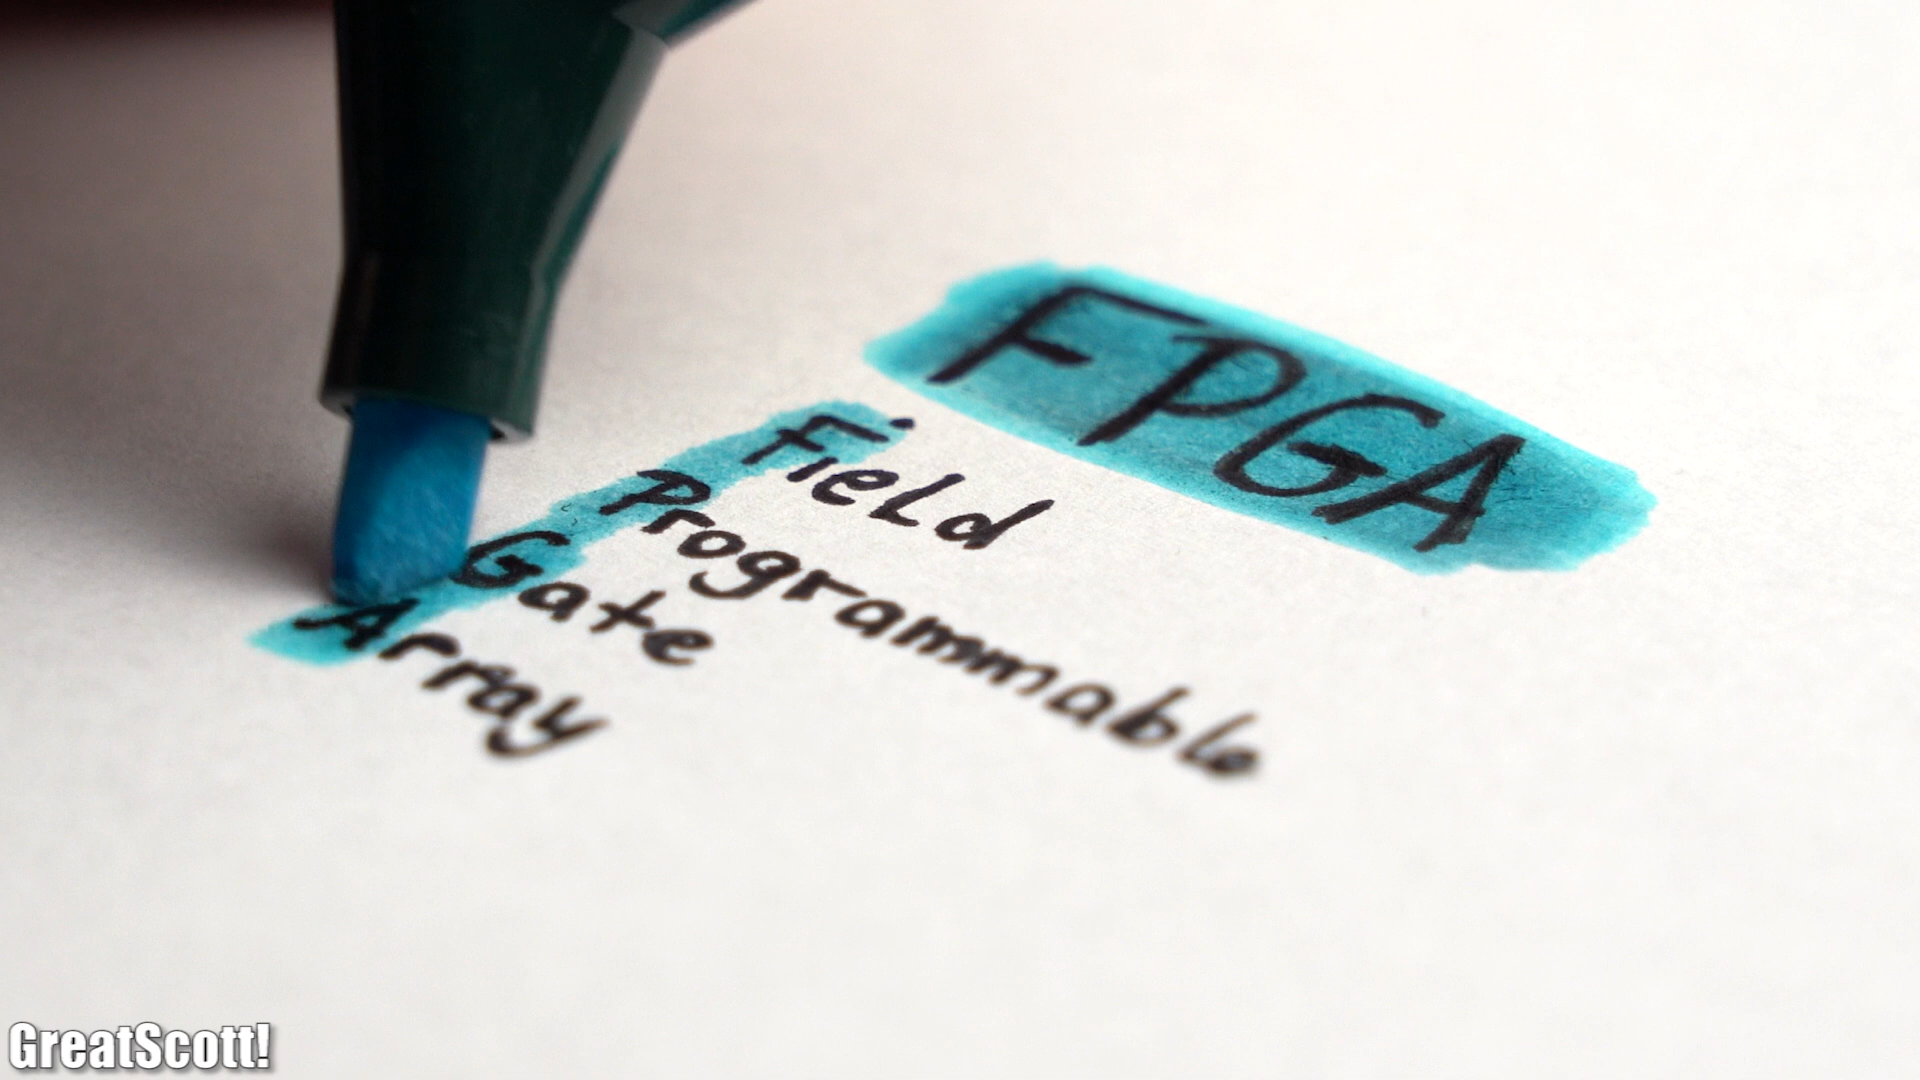 FPGA
Field
Programmable
Gate
Array
GreatScott!